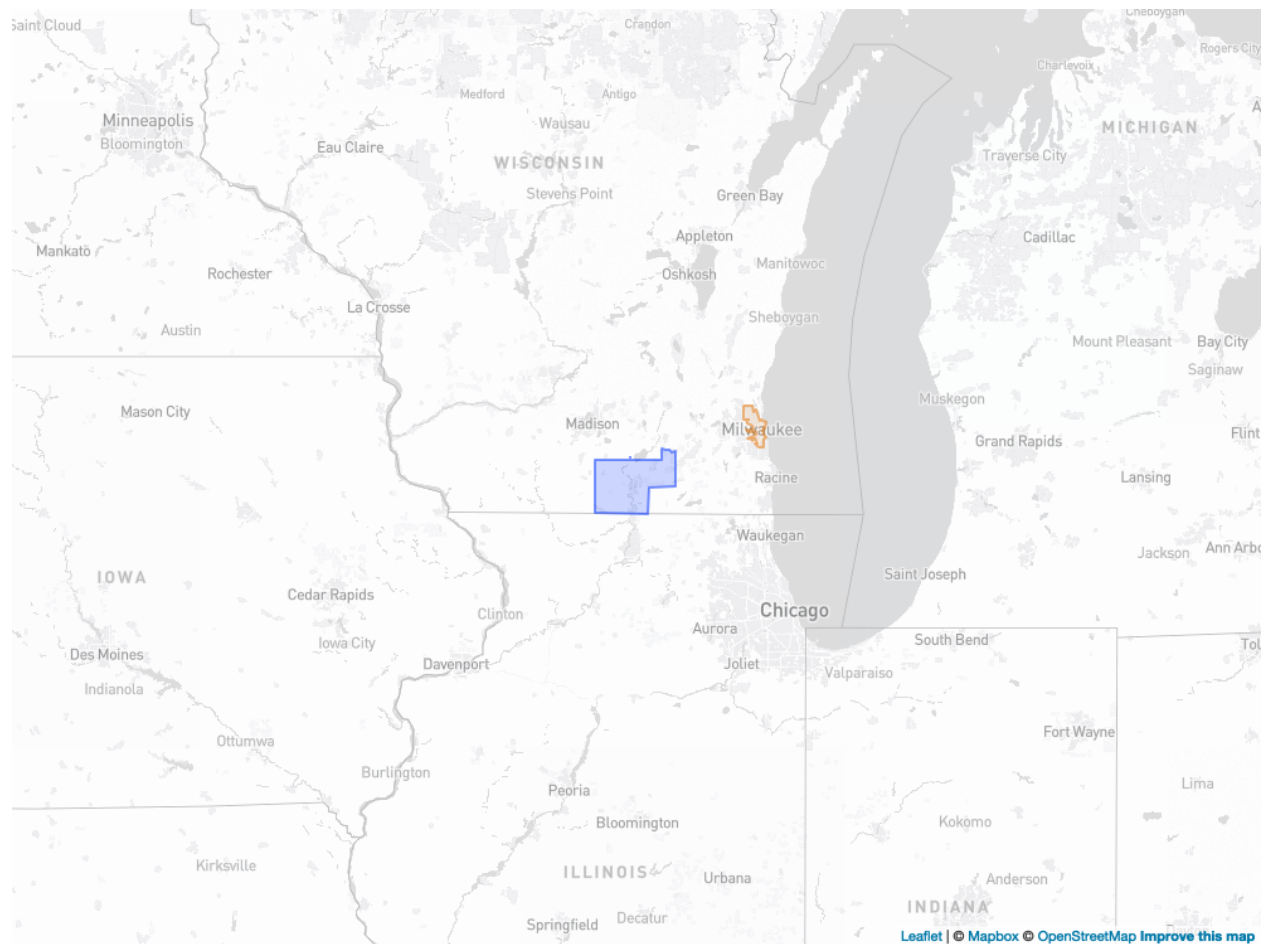 Saint Cloud
Crandon
Cheboygan
Rogers City
Charlevoix
Medford
Antigo
Minneapolis
Wausau
MICHIGAN
Bloomington
Eau Claire
WISCONSIN
Traverse City
Stevens Point
Green Bay
Appleton
Cadillac
Mankato
Manitowoc
Rochester
Oshkosh
La Crosse
Sheboygan
Austin
Mount Pleasant
Bay City
Saginaw
Muskegon
Mason City
Madison
Milwaukee
Flint
Grand Rapids
Racine
Lansing
Waukegan
Ann Arbo
Jackson
IOWA
Saint Joseph
Cedar Rapids
Chicago
Clinton
Aurora
Iowa City
South Bend
Tol
Des Moines
Davenport
Joliet
Valparaiso
Indianola
Ottumwa
Fort Wayne
Burlington
Peoria
Lima
Bloomington
Kokomo
Kirksville
ILLINOIS
Urbana
Anderson
INDIANA
Springfield
Decatur
Leaflet | © Mapbox © OpenStreetMap Improve this map